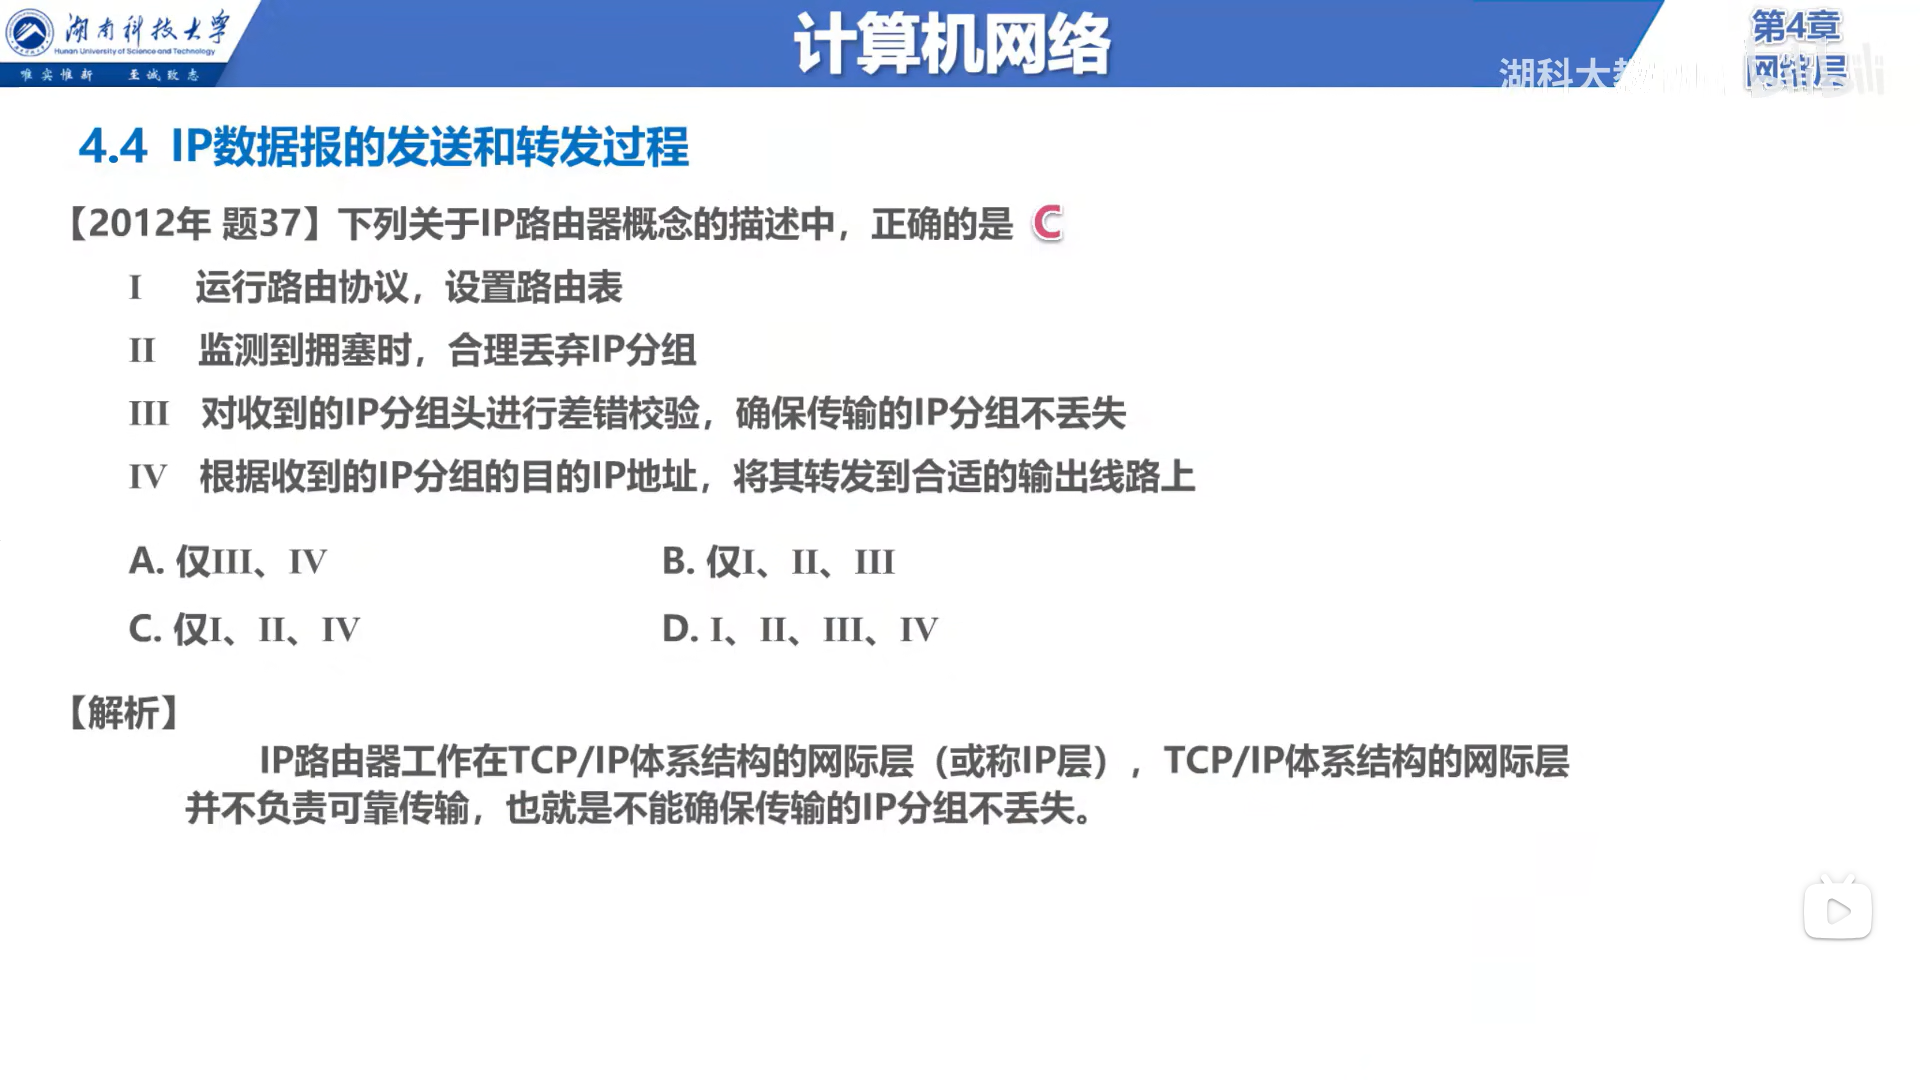 湖南科技大学
Hunan University of Science and Technology
唯实惟新 至诚致志
计算机网络
第4章
网络层
湖科大教
4.4 IP数据报的发送和转发过程
【2012年 题37】下列关于IP路由器概念的描述中，正确的是 C
I 运行路由协议，设置路由表
II 监测到拥塞时，合理丢弃IP分组
III 对收到的IP分组头进行差错校验，确保传输的IP分组不丢失
IV 根据收到的IP分组的目的IP地址，将其转发到合适的输出线路上
A. 仅III、IV B. 仅I、II、III
C. 仅I、II、IV D. I、II、III、IV
【解析】
IP路由器工作在TCP/IP体系结构的网际层（或称IP层），TCP/IP体系结构的网际层
并不负责可靠传输，也就是不能确保传输的IP分组不丢失。